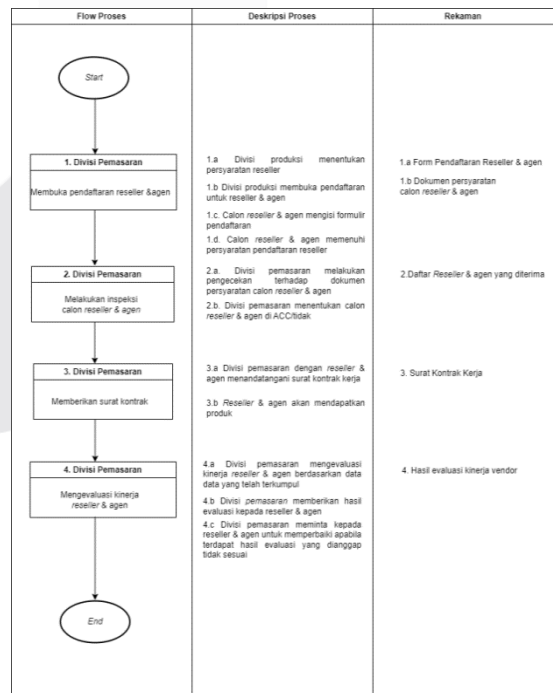 Flow Proses
Deskripsi Proses
Rekaman
Start
1. Divisi Pemasaran
Membuka pendaftaran reseller &agen
1.a Divisi produksi menentukan
persyaratan reseller
1.b Divisi produksi membuka pendaftaran
untuk reseller & agen
1.c. Calon reseller & agen mengisi formulir
pendaftaran
1.d. Calon reseller & agen memenuhi
persyaratan pendaftaran reseller
1.a Form Pendaftaran Reseller & agen
1.b Dokumen persyaratan
calon reseller & agen
2. Divisi Pemasaran
Melakukan inspeksi
calon reseller & agen
2.a. Divisi pemasaran melakukan
pengecekan terhadap dokumen
persyaratan calon reseller & agen
2.b. Divisi pemasaran menentukan calon
reseller & agen di ACC/tidak
2.Daftar Reseller & agen yang diterima
3. Divisi Pemasaran
Memberikan surat kontrak
3.a Divisi pemasaran dengan reseller &
agen menandatangani surat kontrak kerja
3.b Reseller & agen akan mendapatkan
produk
3. Surat Kontrak Kerja
4. Divisi Pemasaran
Mengevaluasi kinerja
reseller & agen
4.a Divisi pemasaran mengevaluasi
kinerja reseller & agen berdasarkan data
data yang telah terkumpul
4.b Divisi pemasaran memberikan hasil
evaluasi kepada reseller & agen
4.c Divisi pemasaran meminta kepada
reseller & agen untuk memperbaiki apabila
terdapat hasil evaluasi yang dianggap
tidak sesuai
4. Hasil evaluasi kinerja vendor
End